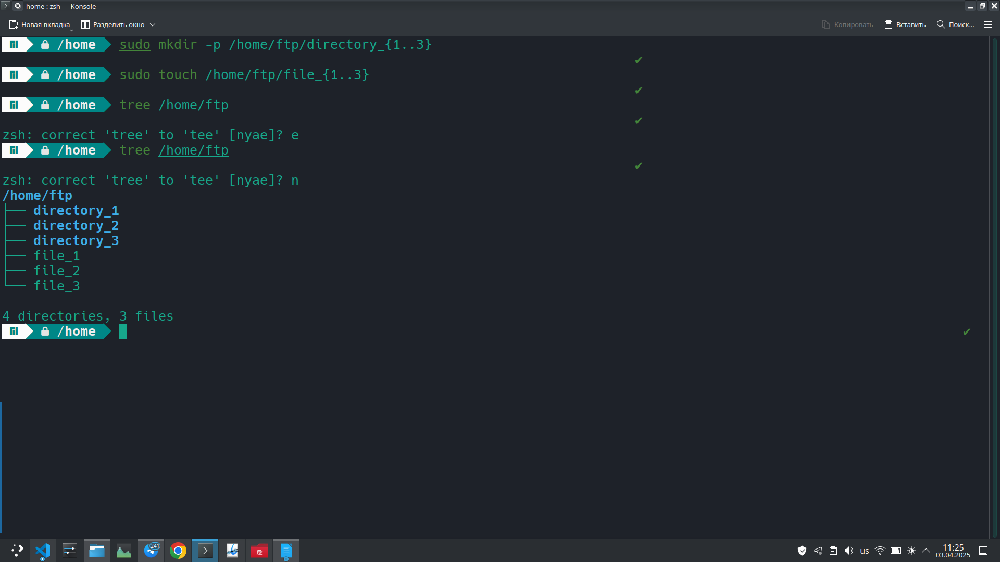 home : zsh — Konsole
Новая вкладка
Разделить окно
Копировать
Вставить
Поиск...
/home sudo mkdir -p /home/ftp/directory_{1..3}
✔
/home sudo touch /home/ftp/file_{1..3}
✔
/home tree /home/ftp
✔
zsh: correct 'tree' to 'tee' [nyae]? e
/home tree /home/ftp
✔
zsh: correct 'tree' to 'tee' [nyae]? n
/home/ftp
├── directory_1
├── directory_2
├── directory_3
├── file_1
├── file_2
└── file_3
4 directories, 3 files
/home ✔
241
Fz
us
11:25
03.04.2025